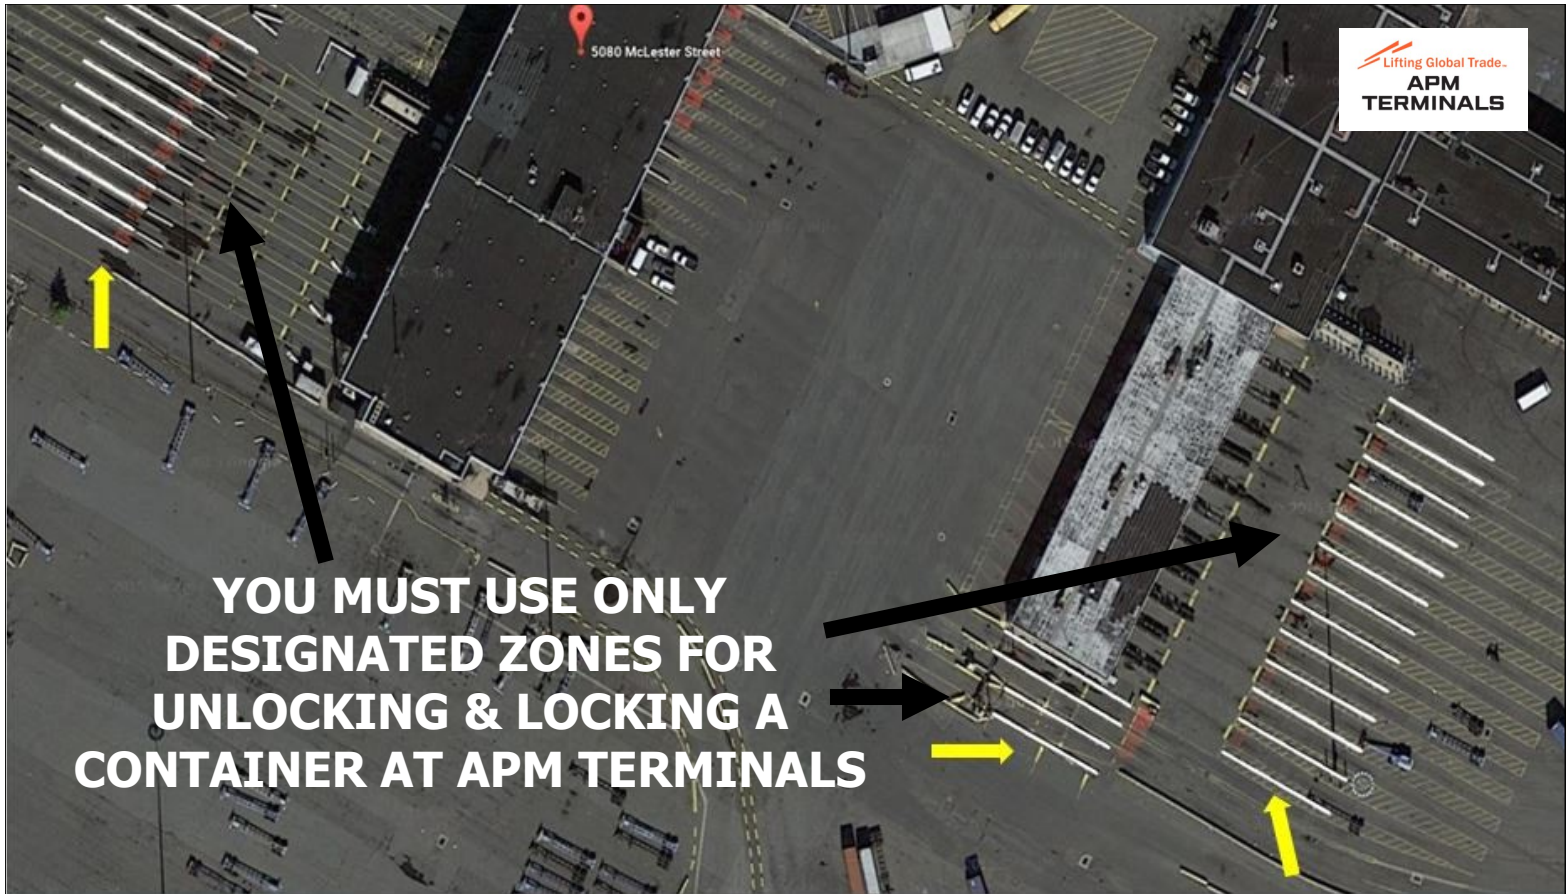 5080 McLester Street
Lifting Global Trade.
APM
TERMINALS
YOU MUST USE ONLY
DESIGNATED ZONES FOR
UNLOCKING & LOCKING A
CONTAINER AT APM TERMINALS